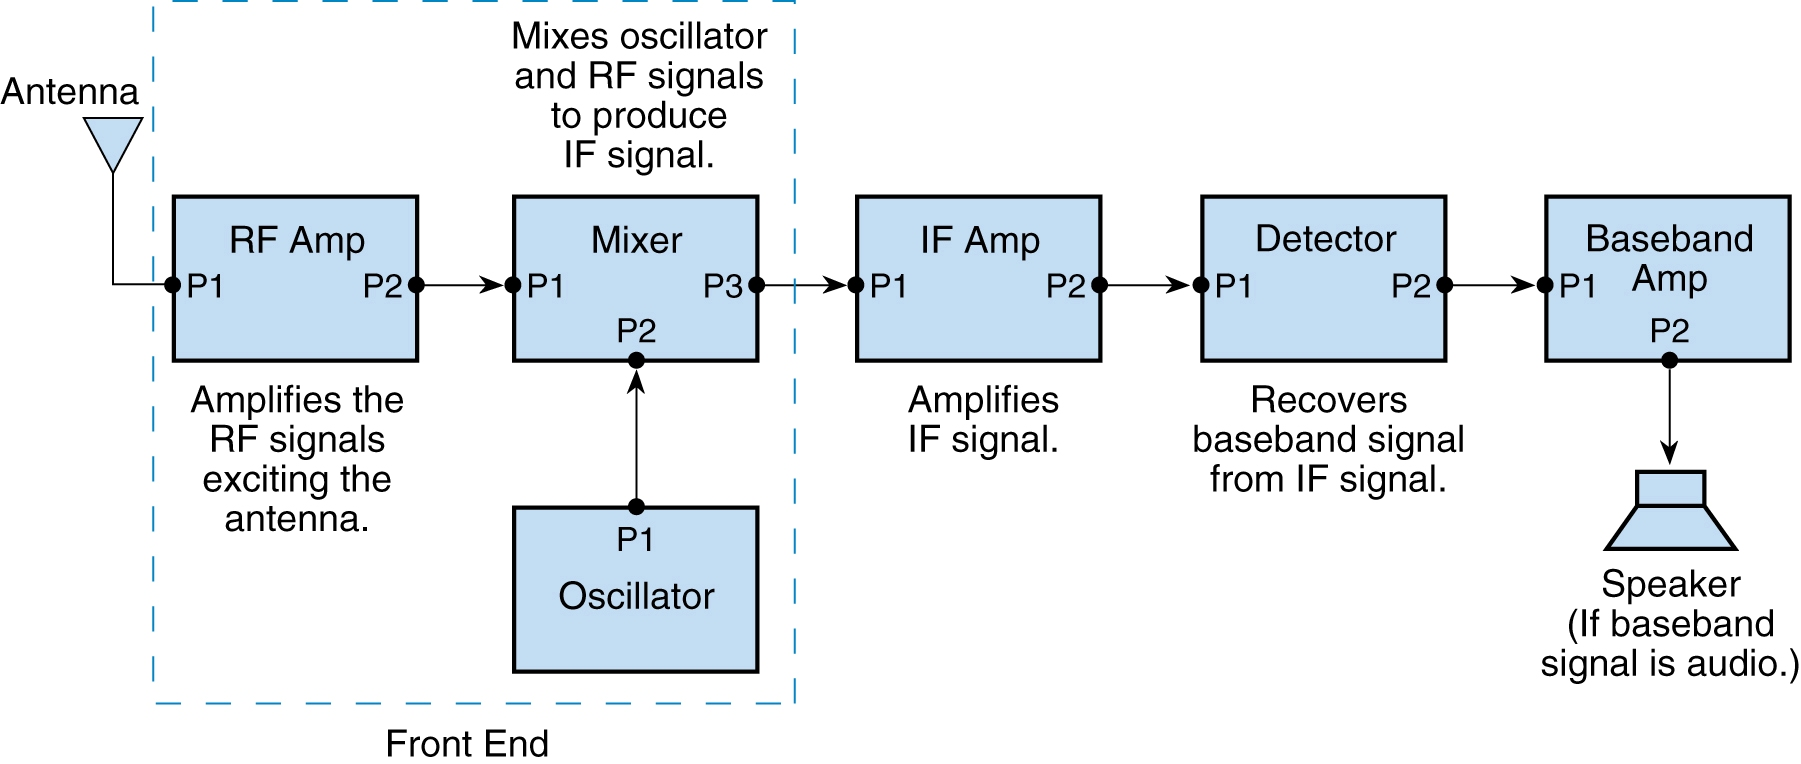 Mixes oscillator
and RF signals
to produce
IF signal.
Antenna
RF Amp
P1
P2
Amplifies the
RF signals
exciting the
antenna.
Mixer
P1
P3
P2
P1
Oscillator
Front End
IF Amp
P1
P2
Amplifies
IF signal.
Detector
P1
P2
Recovers
baseband signal
from IF signal.
Baseband
Amp
P1
P2
Speaker
(If baseband
signal is audio.)